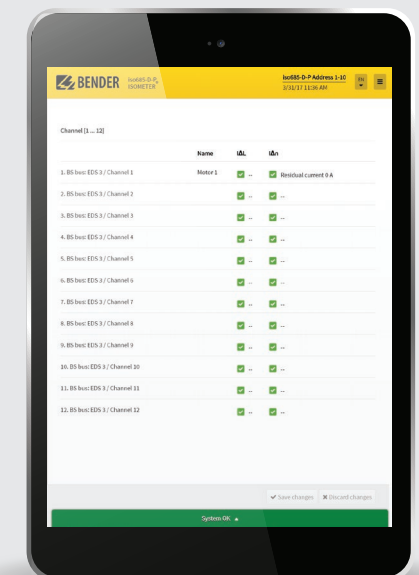 BENDER iso685-D-P, ISOMETER
iso685-D-P Address 1-10
3/31/17 11:36 AM
EN
Channel [1 ... 12]
Name IΔL IΔn
1. BS bus: EDS 3 / Channel 1 Motor 1 -- Residual current 0 A
2. BS bus: EDS 3 / Channel 2 -- --
3. BS bus: EDS 3 / Channel 3 -- --
4. BS bus: EDS 3 / Channel 4 -- --
5. BS bus: EDS 3 / Channel 5 -- --
6. BS bus: EDS 3 / Channel 6 -- --
7. BS bus: EDS 3 / Channel 7 -- --
8. BS bus: EDS 3 / Channel 8 -- --
9. BS bus: EDS 3 / Channel 9 -- --
10. BS bus: EDS 3 / Channel 10 -- --
11. BS bus: EDS 3 / Channel 11 -- --
12. BS bus: EDS 3 / Channel 12 -- --
Save changes Discard changes
System OK